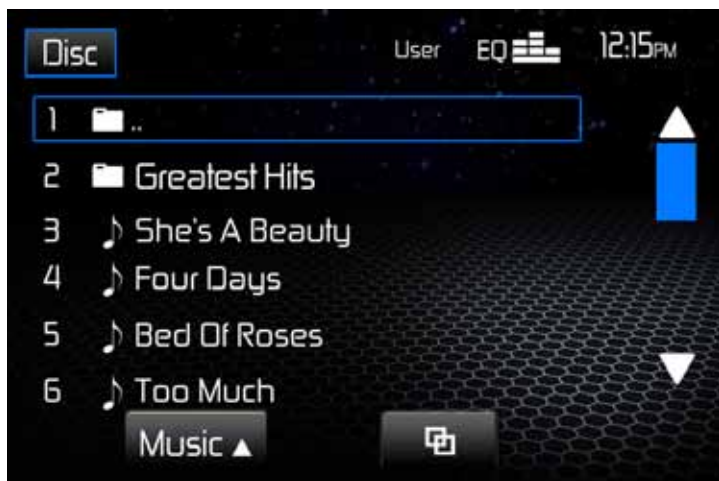 Disc User EQ 12:15PM
1 ..
2 Greatest Hits
3 She's A Beauty
4 Four Days
5 Bed Of Roses
6 Too Much
Music ▲